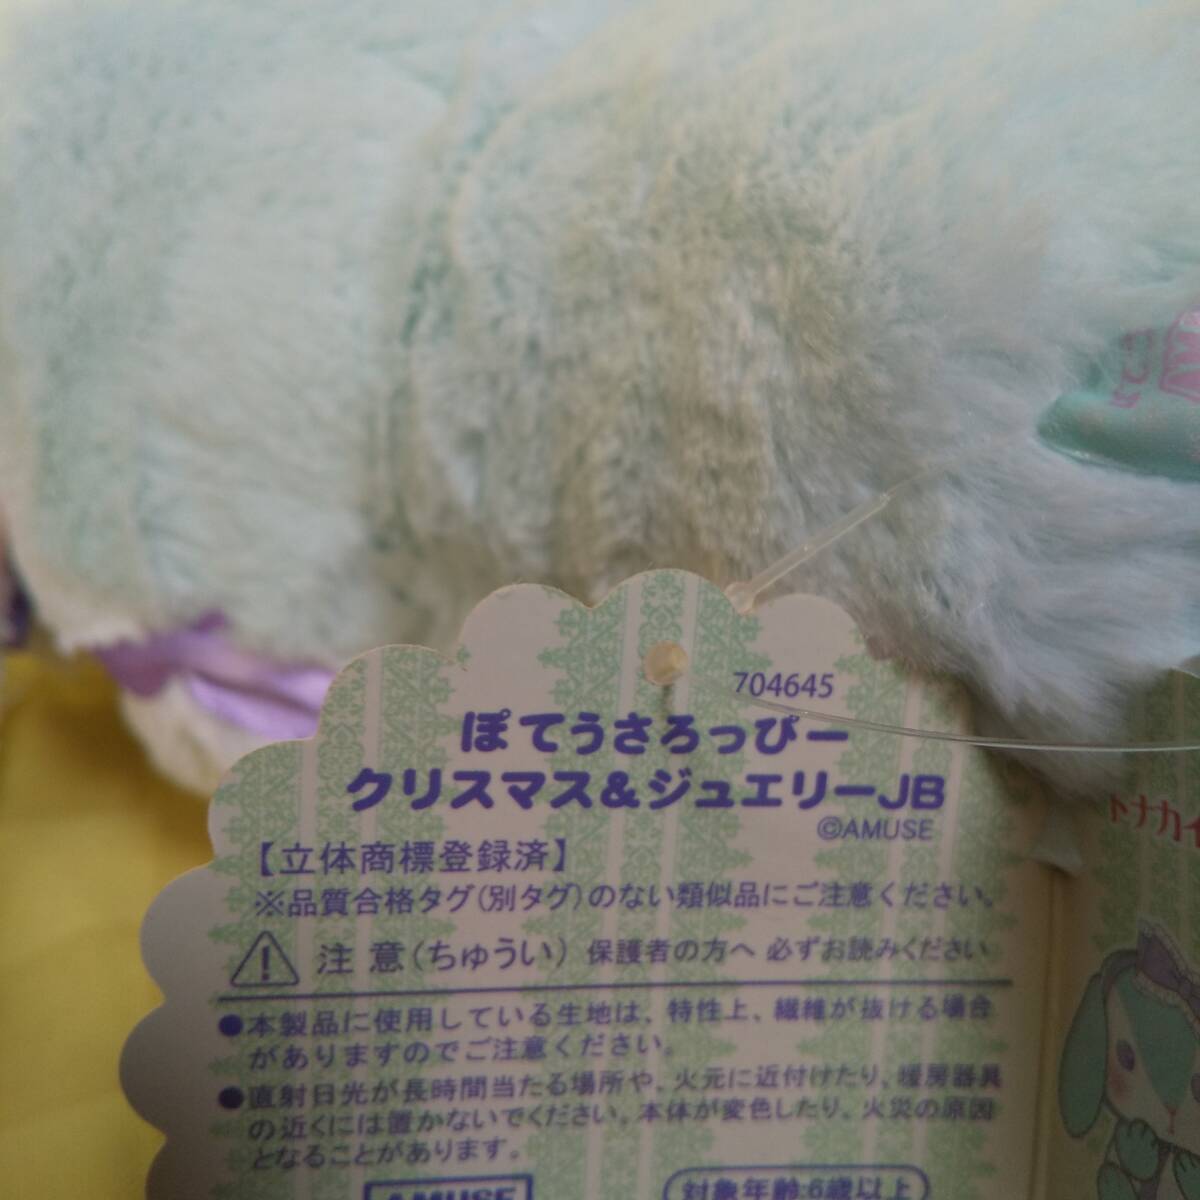 704645
ぽてうさろっぴー
クリスマス&ジュエリーJB
©AMUSE
【立体商標登録済】
※品質合格タグ(別タグ)のない類似品にご注意ください。
注 意(ちゅうい) 保護者の方へ 必ずお読みください
●本製品に使用している生地は、特性上、繊維が抜ける場合
がありますのでご注意ください。
●直射日光が長時間当たる場所や、火元に近付けたり、暖房器具
の近くには置かないでください。本体が変色したり、火災の原因
となることがあります。
AMUSE
対象年齢:6歳以上
トナカイ